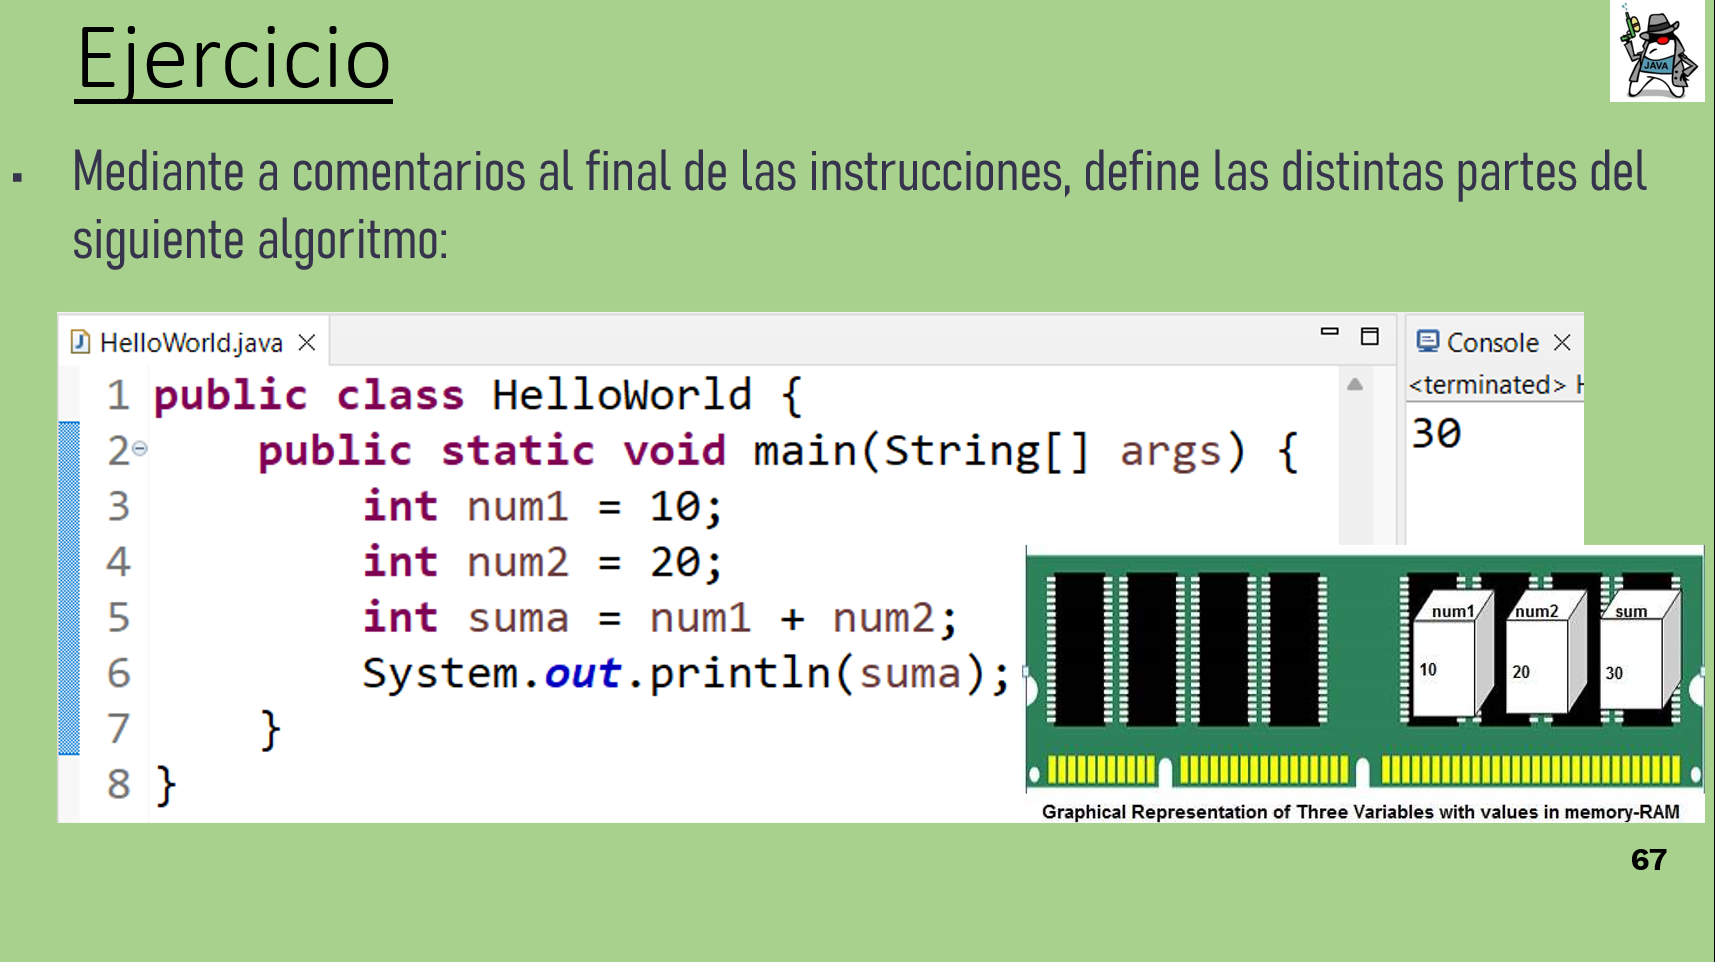 Ejercicio
JAVA
▪ Mediante a comentarios al final de las instrucciones, define las distintas partes del
siguiente algoritmo:
HelloWorld.java
Console
<terminated> H
1 public class HelloWorld {
2 public static void main(String[] args) {
3 int num1 = 10;
4 int num2 = 20;
5 int suma = num1 + num2;
6 System.out.println(suma);
7 }
8 }
30
num1 num2 sum
10 20 30
Graphical Representation of Three Variables with values in memory-RAM
67